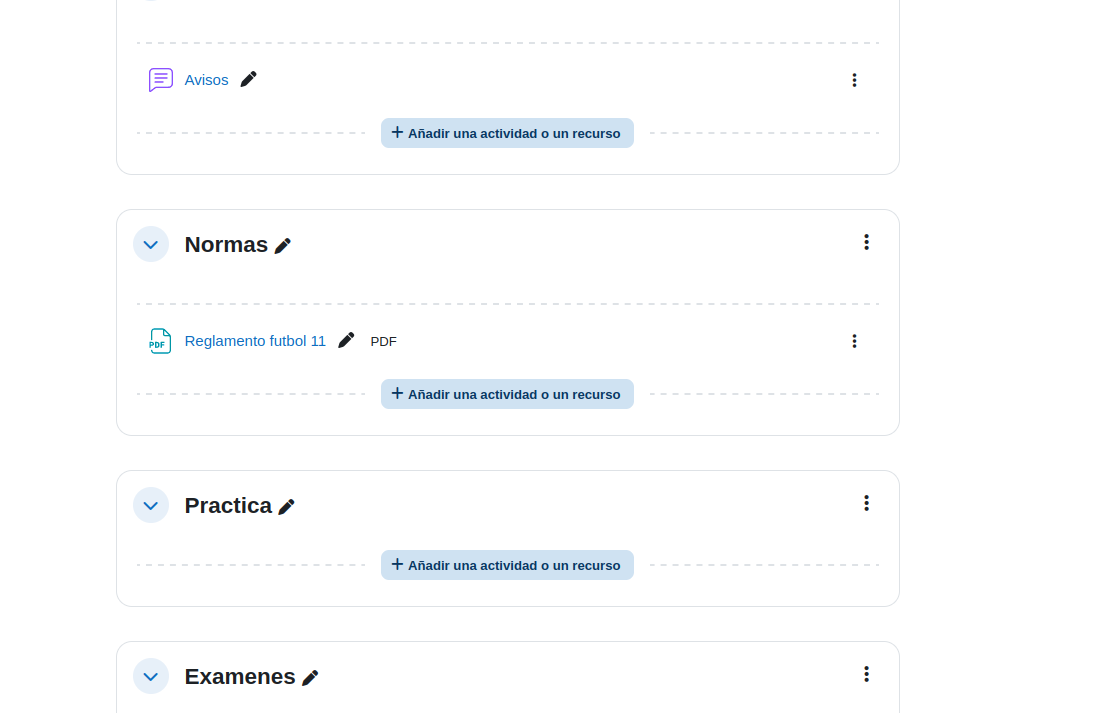 Avisos
+ Añadir una actividad o un recurso
Normas
PDF Reglamento futbol 11 PDF
+ Añadir una actividad o un recurso
Practica
+ Añadir una actividad o un recurso
Examenes